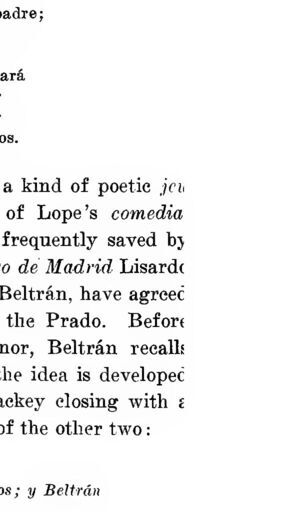 padre;
ará
os.
a kind of poetic jeu
of Lope's comedia
frequently saved by
o de Madrid Lisardo
Beltrán, have agreed
the Prado. Before
nor, Beltrán recalls
the idea is developed
ackey closing with a
of the other two:
os; y Beltrán